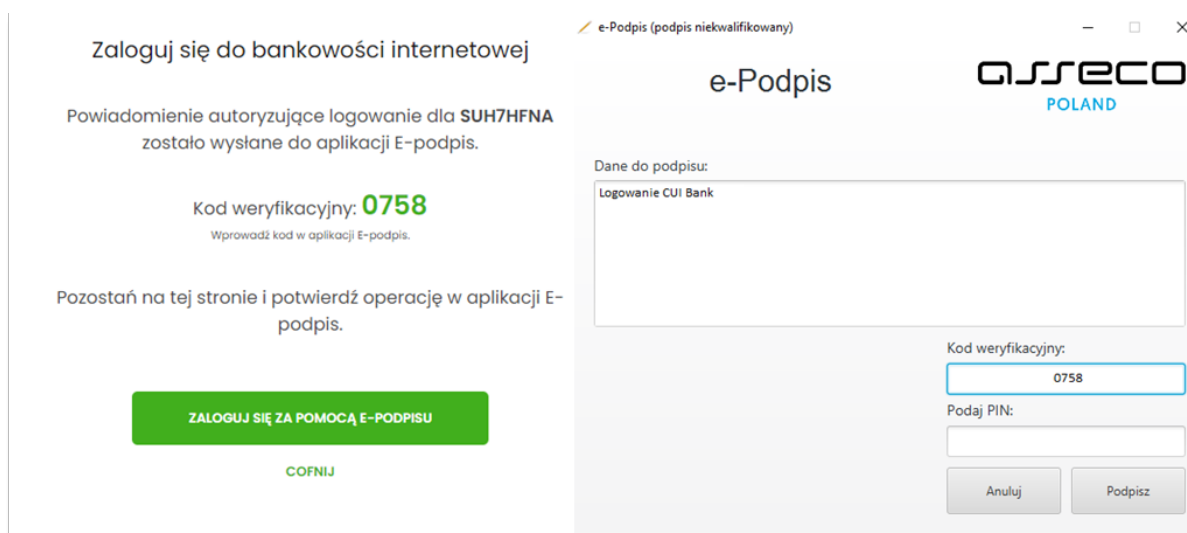 Zaloguj się do bankowości internetowej
Powiadomienie autoryzujące logowanie dla SUH7HFNA
zostało wysłane do aplikacji E-podpis.
Kod weryfikacyjny: 0758
Wprowadź kod w aplikacji E-podpis.
Pozostań na tej stronie i potwierdź operację w aplikacji E-
podpis.
ZALOGUJ SIĘ ZA POMOCĄ E-PODPISU
COFNIJ
e-Podpis (podpis niekwalifikowany)
e-Podpis
asseco
POLAND
Dane do podpisu:
Logowanie CUI Bank
Kod weryfikacyjny:
0758
Podaj PIN:
Anuluj
Podpisz